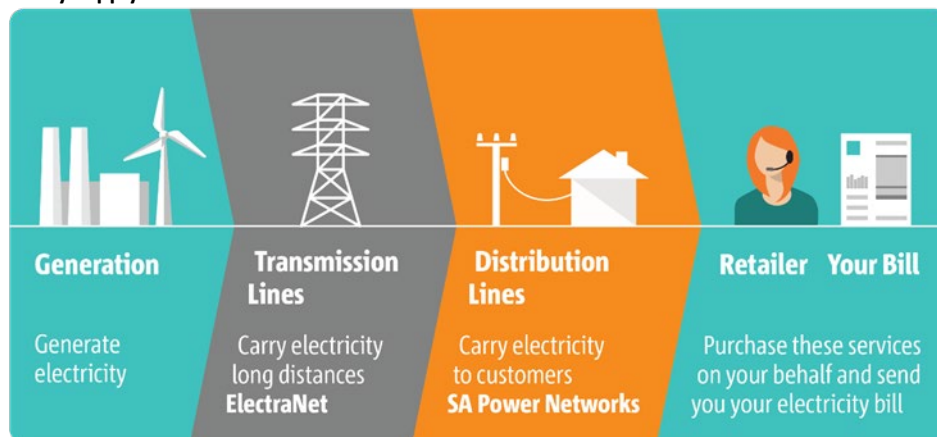 Generation
Generate
electricity
Transmission
Lines
Carry electricity
long distances
ElectraNet
Distribution
Lines
Carry electricity
to customers
SA Power Networks
Retailer Your Bill
Purchase these services
on your behalf and send
you your electricity bill